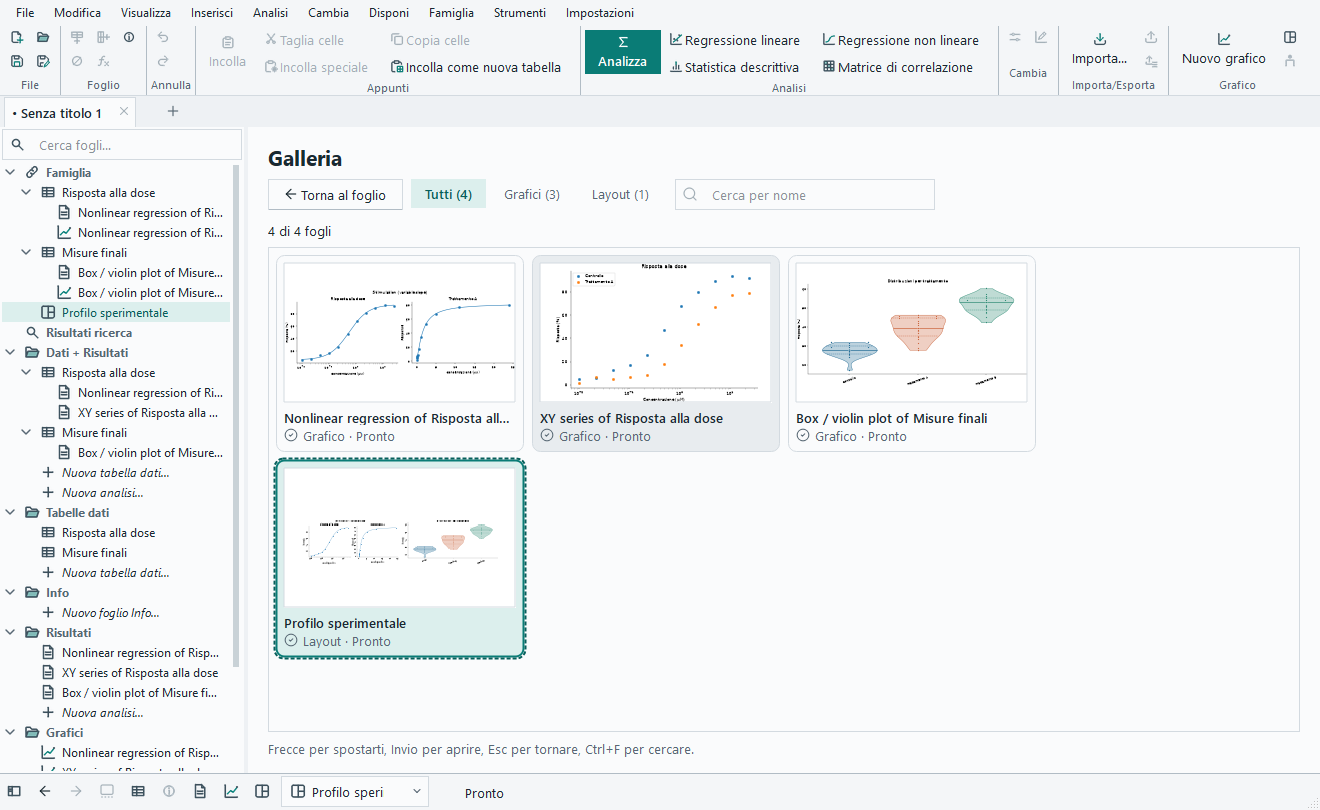 File Modifica Visualizza Inserisci Analisi Cambia Disponi Famiglia Strumenti Impostazioni
Incolla
Taglia celle
Copia celle
Incolla speciale
Incolla come nuova tabella
Σ
Analizza
Regressione lineare
Regressione non lineare
Statistica descrittiva
Matrice di correlazione
Importa...
Nuovo grafico
File Foglio Annulla Appunti Analisi Cambia Importa/Esporta Grafico
• Senza titolo 1
Cerca fogli...
Famiglia
Risposta alla dose
Nonlinear regression of Ri...
Nonlinear regression of Ri...
Misure finali
Box / violin plot of Misure...
Box / violin plot of Misure...
Profilo sperimentale
Risultati ricerca
Dati + Risultati
Risposta alla dose
Nonlinear regression of Ri...
XY series of Risposta alla ...
Misure finali
Box / violin plot of Misure...
Nuova tabella dati...
Nuova analisi...
Tabelle dati
Risposta alla dose
Misure finali
Nuova tabella dati...
Info
Nuovo foglio Info...
Risultati
Nonlinear regression of Risp...
XY series of Risposta alla dose
Box / violin plot of Misure fi...
Nuova analisi...
Grafici
Nonlinear regression of Risp...
Galleria
Torna al foglio
Tutti (4)
Grafici (3)
Layout (1)
Cerca per nome
4 di 4 fogli
Risposta alla dose
Controllo
Nonlinear regression of Risposta all...
Grafico · Pronto
XY series of Risposta alla dose
Grafico · Pronto
Box / violin plot of Misure finali
Grafico · Pronto
Profilo sperimentale
Layout · Pronto
Frecce per spostarti, Invio per aprire, Esc per tornare, Ctrl+F per cercare.
Profilo speri
Pronto